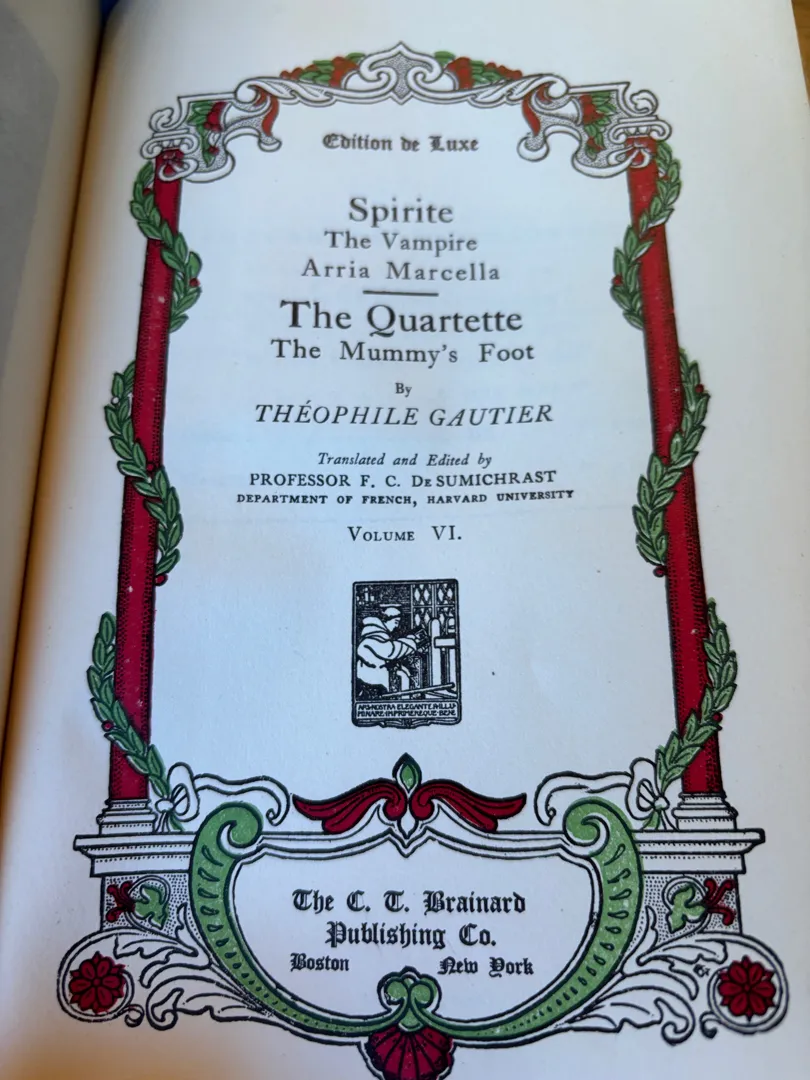 Edition de Luxe
Spirite
The Vampire
Arria Marcella
The Quartette
The Mummy's Foot
By
THÉOPHILE GAUTIER
Translated and Edited by
PROFESSOR F. C. DE SUMICHRAST
DEPARTMENT OF FRENCH, HARVARD UNIVERSITY
VOLUME VI.
The C. T. Brainard
Publishing Co.
Boston New York